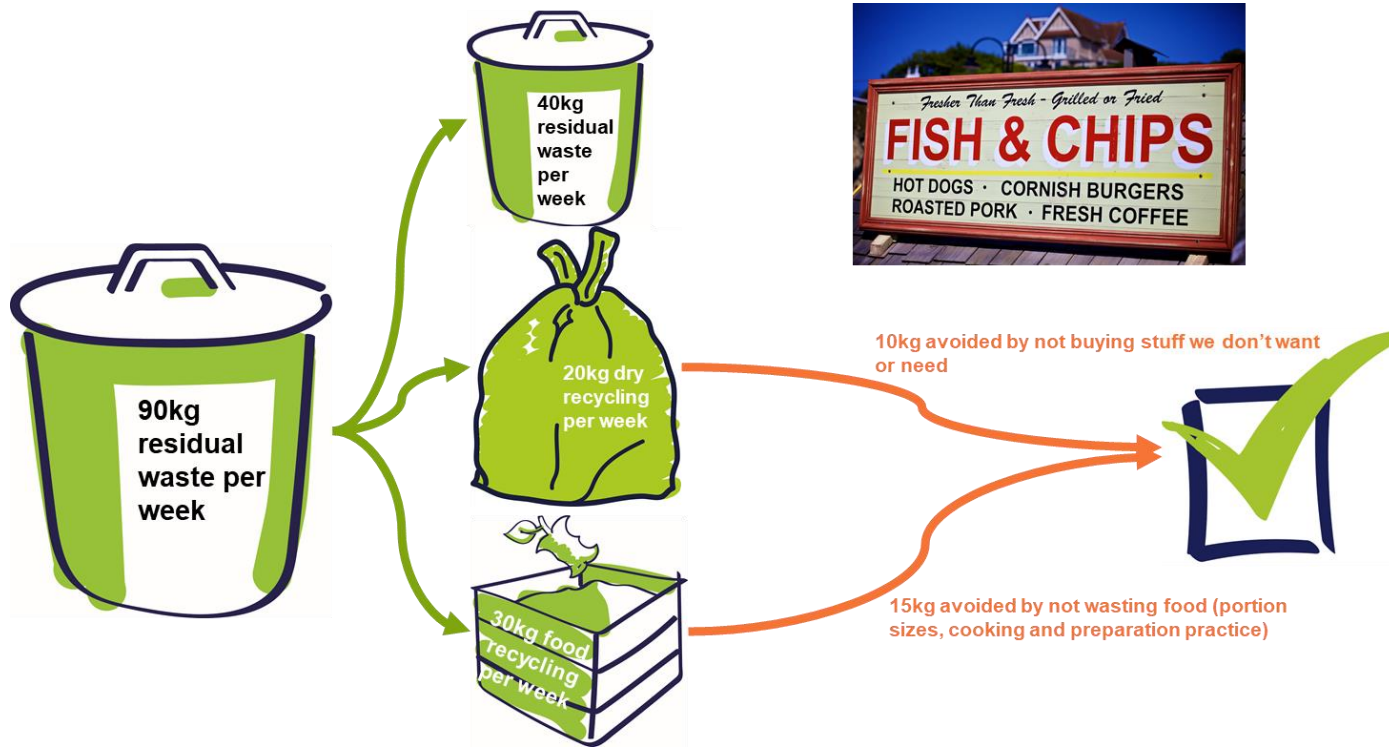 90kg
residual
waste per
week
40kg
residual
waste
per
week
20kg dry
recycling
per week
30kg food
recycling
per week
Fresher Than Fresh - Grilled or Fried
FISH & CHIPS
HOT DOGS · CORNISH BURGERS
ROASTED PORK · FRESH COFFEE
10kg avoided by not buying stuff we don't want
or need
15kg avoided by not wasting food (portion
sizes, cooking and preparation practice)